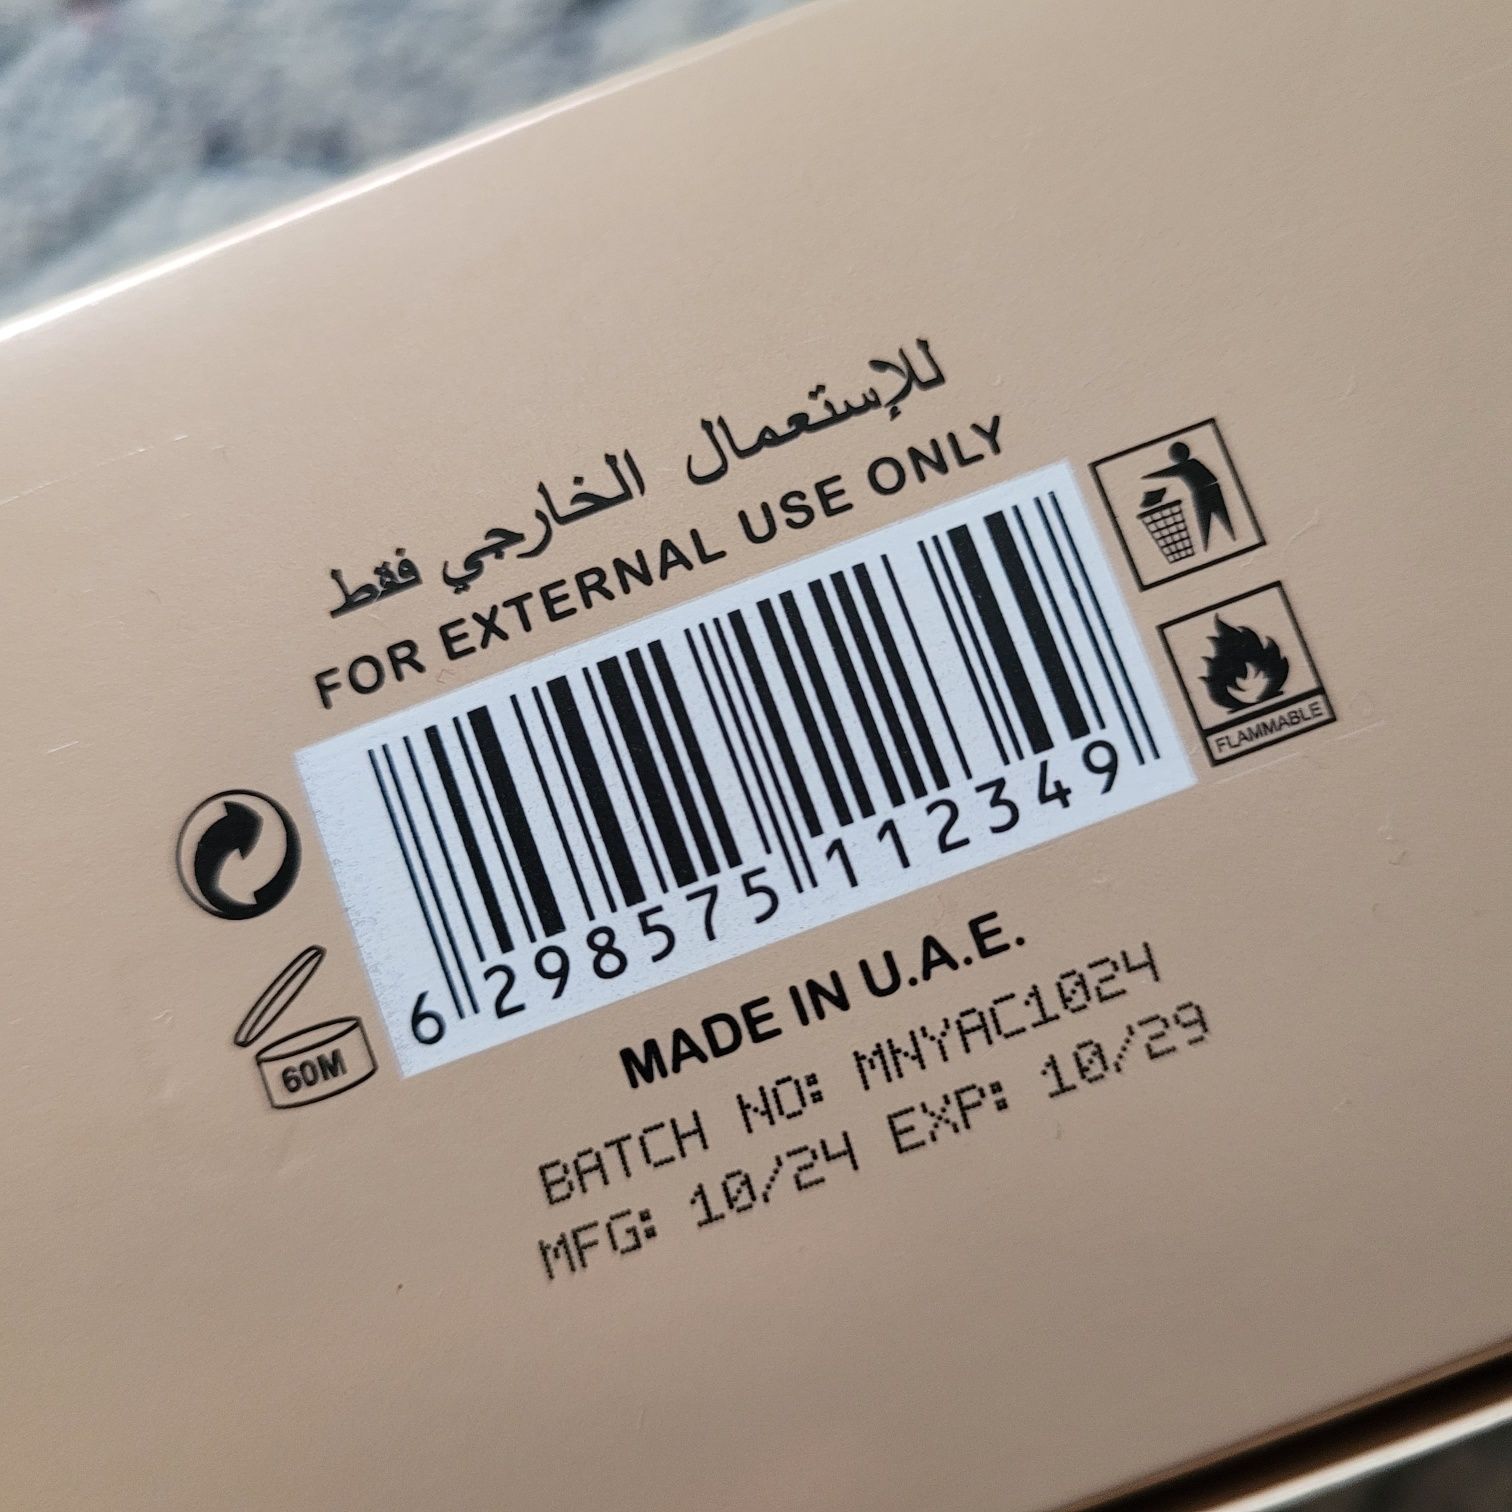 للإستعمال الخارجي فقط
FOR EXTERNAL USE ONLY
FLAMMABLE
6 298575 112349
60M
MADE IN U.A.E.
BATCH NO: MNYAC1024
MFG: 10/24 EXP: 10/29